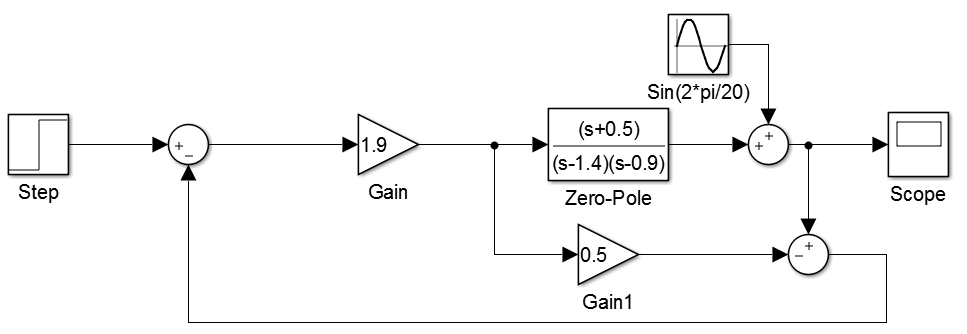 Sin(2*pi/20)
Step
+
−
1.9
Gain
(s+0.5)
(s-1.4)(s-0.9)
Zero-Pole
+
+
Scope
0.5
Gain1
+
−